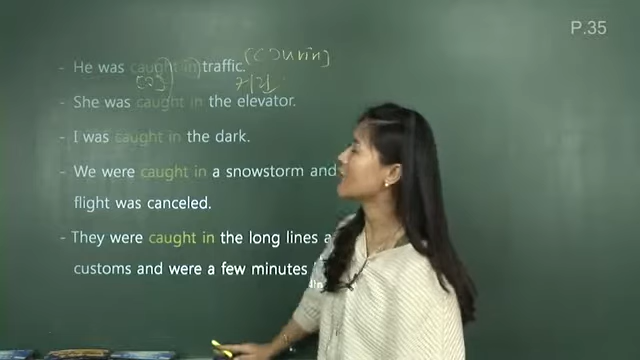 P.35
- He was caught in traffic.
- She was caught in the elevator.
- I was caught in the dark.
- We were caught in a snowstorm and
flight was canceled.
- They were caught in the long lines a
customs and were a few minutes